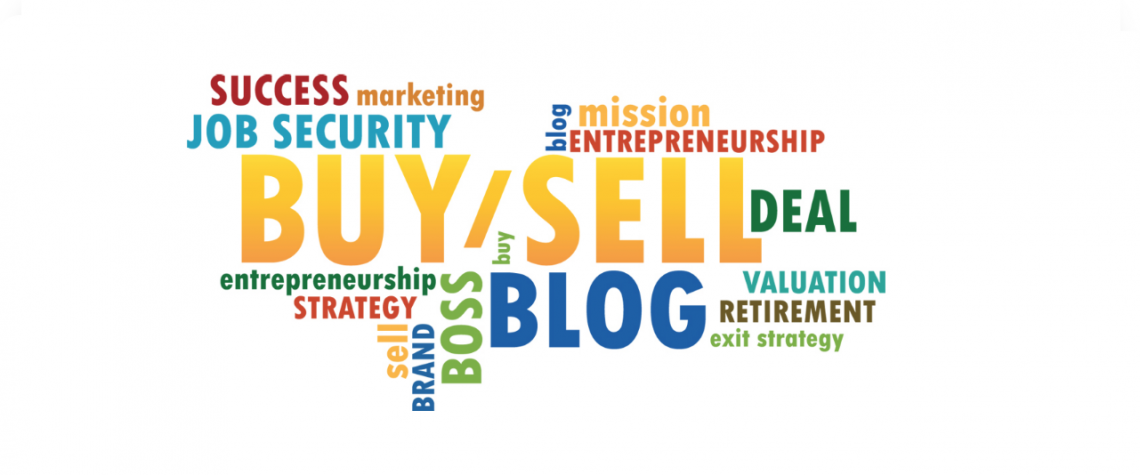 SUCCESS
marketing
JOB SECURITY
blog
mission
ENTREPRENEURSHIP
BUY/SELL
DEAL
buy
entrepreneurship
STRATEGY
sell
BRAND
BOSS
BLOG
VALUATION
RETIREMENT
exit strategy